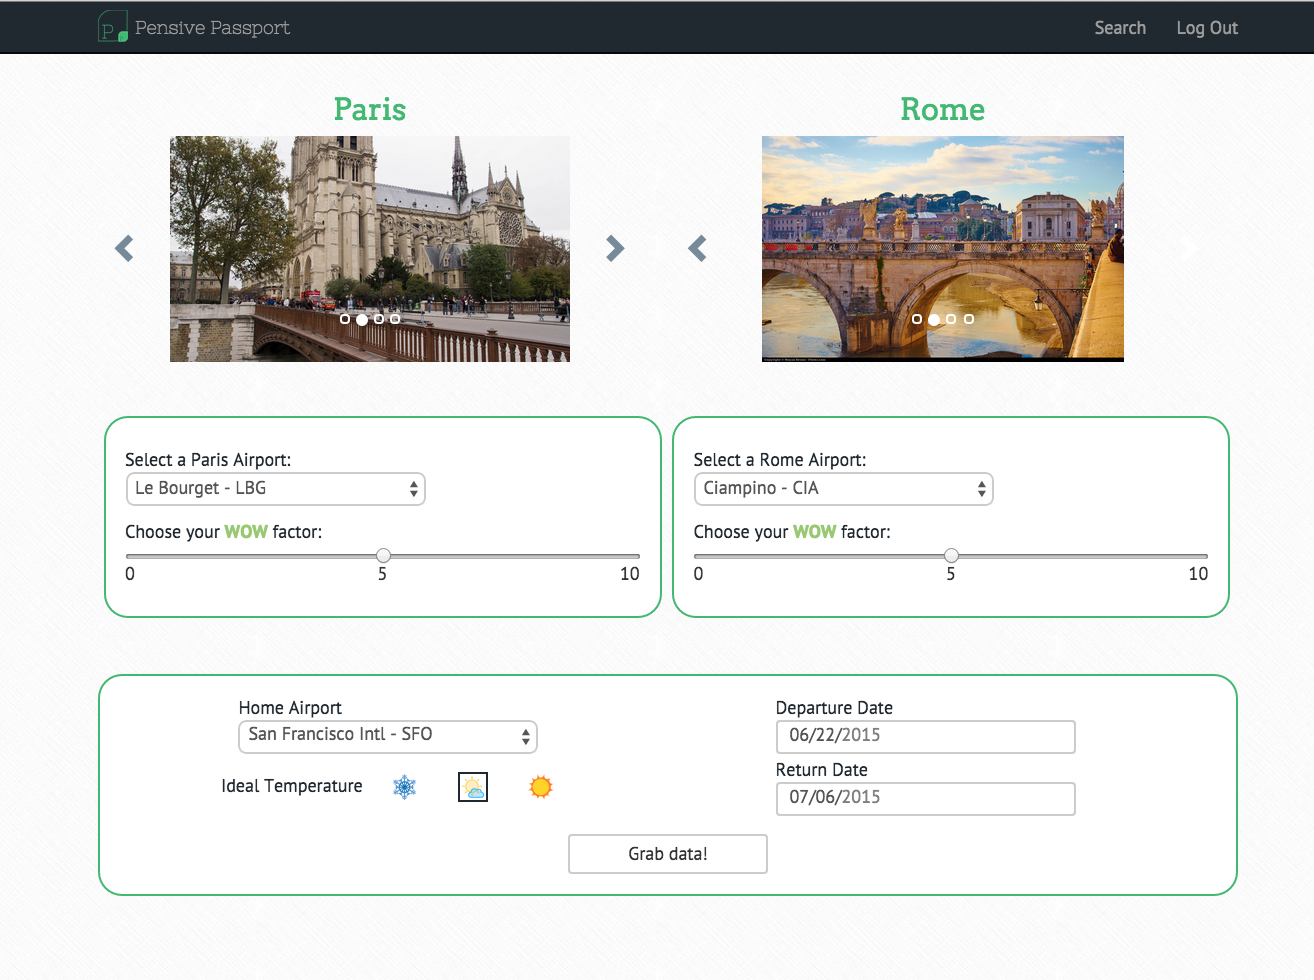 P Pensive Passport
Search Log Out
Paris
Rome
Select a Paris Airport:
Le Bourget - LBG
Choose your WOW factor:
0 5 10
Select a Rome Airport:
Ciampino - CIA
Choose your WOW factor:
0 5 10
Home Airport
San Francisco Intl - SFO
Ideal Temperature
Departure Date
06/22/2015
Return Date
07/06/2015
Grab data!